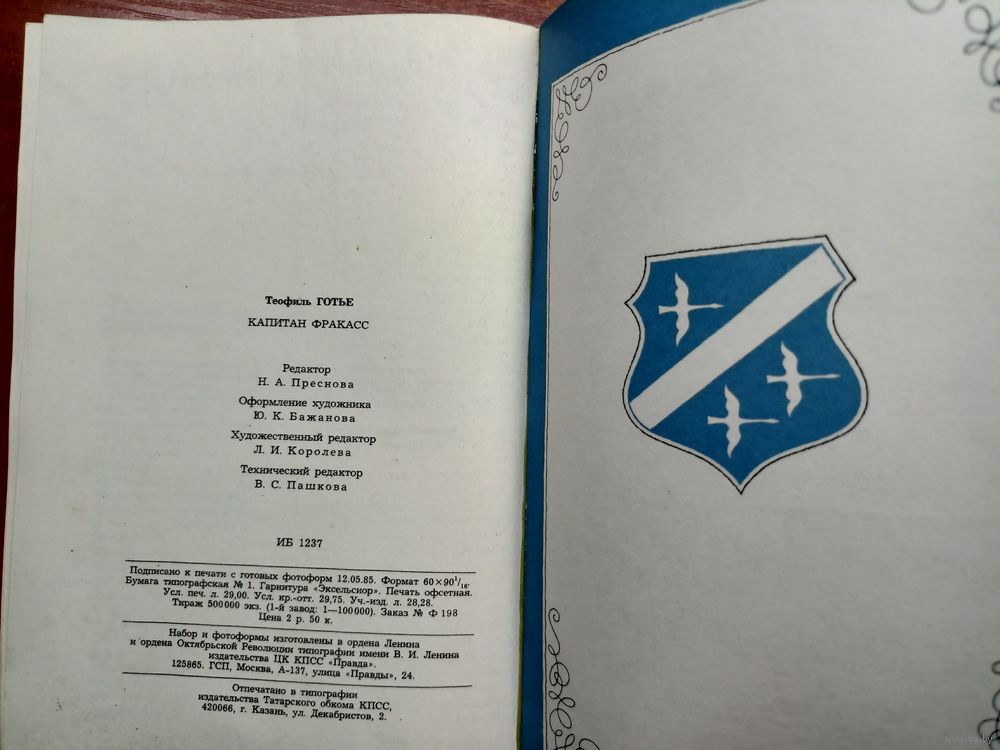 Теофиль ГОТЬЕ
КАПИТАН ФРАКАСС
Редактор
Н. А. Преснова
Оформление художника
Ю. К. Бажанова
Художественный редактор
Л. И. Королева
Технический редактор
В. С. Пашкова
ИБ 1237
Подписано к печати с готовых фотоформ 12.05.85. Формат 60×90¹/₁₆.
Бумага типографская № 1. Гарнитура «Эксельсиор». Печать офсетная.
Усл. печ. л. 29,00. Усл. кр.-отт. 29,75. Уч.-изд. л. 28,28.
Тираж 500 000 экз. (1-й завод: 1—100 000). Заказ № Ф 198
Цена 2 р. 50 к.
Набор и фотоформы изготовлены в ордена Ленина
и ордена Октябрьской Революции типографии имени В. И. Ленина
издательства ЦК КПСС «Правда».
125865. ГСП, Москва, А-137, улица «Правды», 24.
Отпечатано в типографии
издательства Татарского обкома КПСС,
420066, г. Казань, ул. Декабристов, 2.